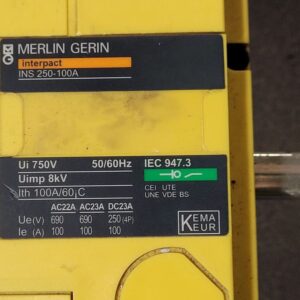 MERLIN GERIN
interpact
INS 250-100A
Ui 750V 50/60Hz IEC 947.3
Uimp 8kV
Ith 100A/60¡C
CEI UTE
UNE VDE BS
AC22A AC23A DC23A
Ue(V) 690 690 250 (4P)
Ie (A) 100 100 100
KEMA
KEUR